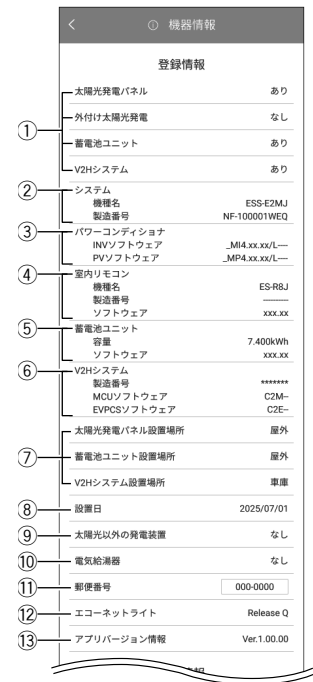 < ⓘ 機器情報
登録情報
① 太陽光発電パネル あり
外付け太陽光発電 なし
蓄電池ユニット あり
V2Hシステム あり
② システム
機種名 ESS-E2MJ
製造番号 NF-100001WEQ
③ パワーコンディショナ
INVソフトウェア _MI4.xx.xx/L----
PVソフトウェア _MP4.xx.xx/L----
④ 室内リモコン
機種名 ES-R8J
製造番号 --------
ソフトウェア xxx.xx
⑤ 蓄電池ユニット
容量 7.400kWh
ソフトウェア xxx.xx
⑥ V2Hシステム
製造番号 *******
MCUソフトウェア C2M--
EVPCSソフトウェア C2E--
⑦ 太陽光発電パネル設置場所 屋外
蓄電池ユニット設置場所 屋外
V2Hシステム設置場所 車庫
⑧ 設置日 2025/07/01
⑨ 太陽光以外の発電装置 なし
⑩ 電気給湯器 なし
⑪ 郵便番号 000-0000
⑫ エコーネットライト Release Q
⑬ アプリバージョン情報 Ver.1.00.00